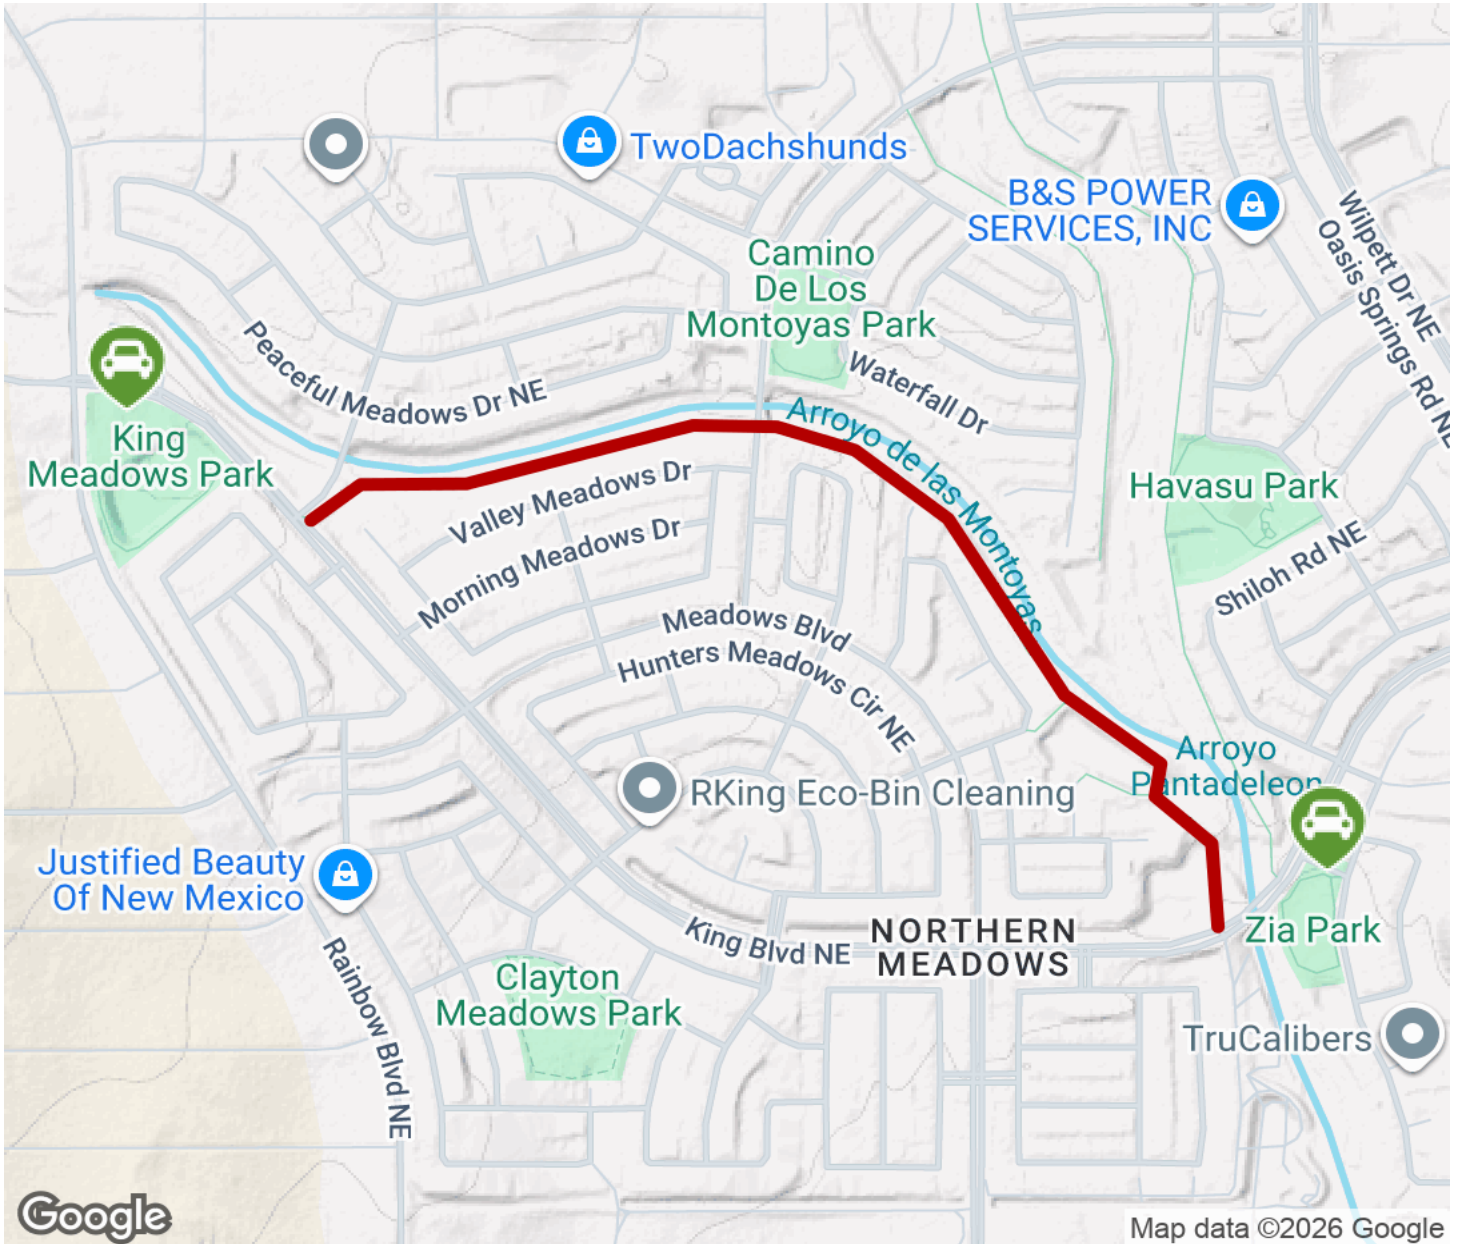 TwoDachshunds
B&S POWER
SERVICES, INC
Wilpett Dr NE
Oasis Springs Rd NE
Camino
De Los
Montoyas Park
Peaceful Meadows Dr NE
Waterfall Dr
King
Meadows Park
Arroyo de las Montoyas
Havasu Park
Valley Meadows Dr
Morning Meadows Dr
Shiloh Rd NE
Meadows Blvd
Hunters Meadows Cir NE
Arroyo
Pantadeleon
RKing Eco-Bin Cleaning
Justified Beauty
Of New Mexico
King Blvd NE
NORTHERN
MEADOWS
Zia Park
Rainbow Blvd NE
Clayton
Meadows Park
TruCalibers
Google
Map data ©2026 Google